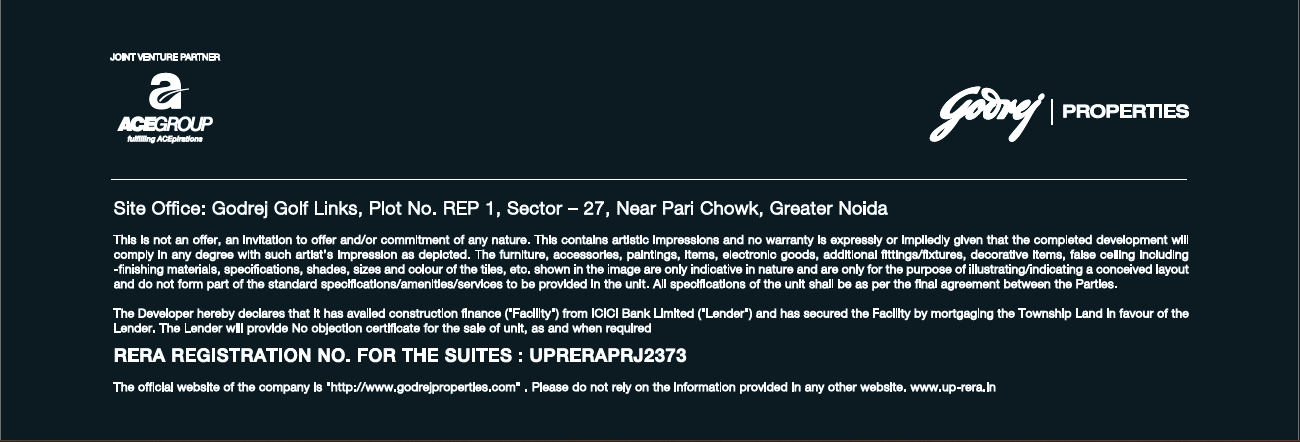 JOINT VENTURE PARTNER
a
ACEGROUP
fulfilling ACEpirations
Godrej | PROPERTIES
Site Office: Godrej Golf Links, Plot No. REP 1, Sector – 27, Near Pari Chowk, Greater Noida
This is not an offer, an invitation to offer and/or commitment of any nature. This contains artistic impressions and no warranty is expressly or impliedly given that the completed development will
comply in any degree with such artist's impression as depicted. The furniture, accessories, paintings, items, electronic goods, additional fittings/fixtures, decorative items, false ceiling including
-finishing materials, specifications, shades, sizes and colour of the tiles, etc. shown in the image are only indicative in nature and are only for the purpose of illustrating/indicating a conceived layout
and do not form part of the standard specifications/amenities/services to be provided in the unit. All specifications of the unit shall be as per the final agreement between the Parties.
The Developer hereby declares that it has availed construction finance ("Facility") from ICICI Bank Limited ("Lender") and has secured the Facility by mortgaging the Township Land in favour of the
Lender. The Lender will provide No objection certificate for the sale of unit, as and when required
RERA REGISTRATION NO. FOR THE SUITES : UPRERAPRJ2373
The official website of the company is "http://www.godrejproperties.com" . Please do not rely on the information provided in any other website. www.up-rera.in